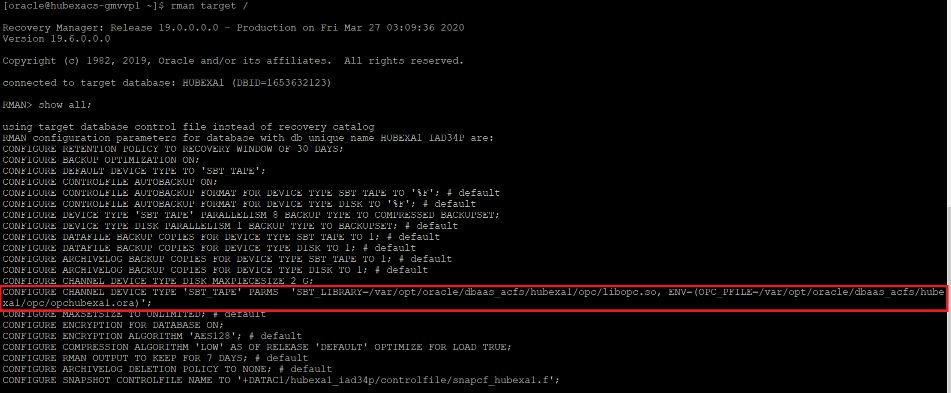 [oracle@hubexacs-gmvvp1 ~]$ rman target /
Recovery Manager: Release 19.0.0.0.0 - Production on Fri Mar 27 03:09:36 2020
Version 19.6.0.0.0
Copyright (c) 1982, 2019, Oracle and/or its affiliates.  All rights reserved.
connected to target database: HUBEXA1 (DBID=1653632123)
RMAN> show all;
using target database control file instead of recovery catalog
RMAN configuration parameters for database with db_unique_name HUBEXA1_IAD34P are:
CONFIGURE RETENTION POLICY TO RECOVERY WINDOW OF 30 DAYS;
CONFIGURE BACKUP OPTIMIZATION ON;
CONFIGURE DEFAULT DEVICE TYPE TO 'SBT_TAPE';
CONFIGURE CONTROLFILE AUTOBACKUP ON;
CONFIGURE CONTROLFILE AUTOBACKUP FORMAT FOR DEVICE TYPE SBT_TAPE TO '%F'; # default
CONFIGURE CONTROLFILE AUTOBACKUP FORMAT FOR DEVICE TYPE DISK TO '%F'; # default
CONFIGURE DEVICE TYPE 'SBT_TAPE' PARALLELISM 8 BACKUP TYPE TO COMPRESSED BACKUPSET;
CONFIGURE DEVICE TYPE DISK PARALLELISM 1 BACKUP TYPE TO BACKUPSET; # default
CONFIGURE DATAFILE BACKUP COPIES FOR DEVICE TYPE SBT_TAPE TO 1; # default
CONFIGURE DATAFILE BACKUP COPIES FOR DEVICE TYPE DISK TO 1; # default
CONFIGURE ARCHIVELOG BACKUP COPIES FOR DEVICE TYPE SBT_TAPE TO 1; # default
CONFIGURE ARCHIVELOG BACKUP COPIES FOR DEVICE TYPE DISK TO 1; # default
CONFIGURE CHANNEL DEVICE TYPE DISK MAXPIECESIZE 2 G;
CONFIGURE CHANNEL DEVICE TYPE 'SBT_TAPE' PARMS  'SBT_LIBRARY=/var/opt/oracle/dbaas_acfs/hubexa1/opc/libopc.so, ENV=(OPC_PFILE=/var/opt/oracle/dbaas_acfs/hube
xa1/opc/opchubexa1.ora)';
CONFIGURE MAXSETSIZE TO UNLIMITED; # default
CONFIGURE ENCRYPTION FOR DATABASE ON;
CONFIGURE ENCRYPTION ALGORITHM 'AES128'; # default
CONFIGURE COMPRESSION ALGORITHM 'LOW' AS OF RELEASE 'DEFAULT' OPTIMIZE FOR LOAD TRUE;
CONFIGURE RMAN OUTPUT TO KEEP FOR 7 DAYS; # default
CONFIGURE ARCHIVELOG DELETION POLICY TO NONE; # default
CONFIGURE SNAPSHOT CONTROLFILE NAME TO '+DATAC1/hubexa1_iad34p/controlfile/snapcf_hubexa1.f';